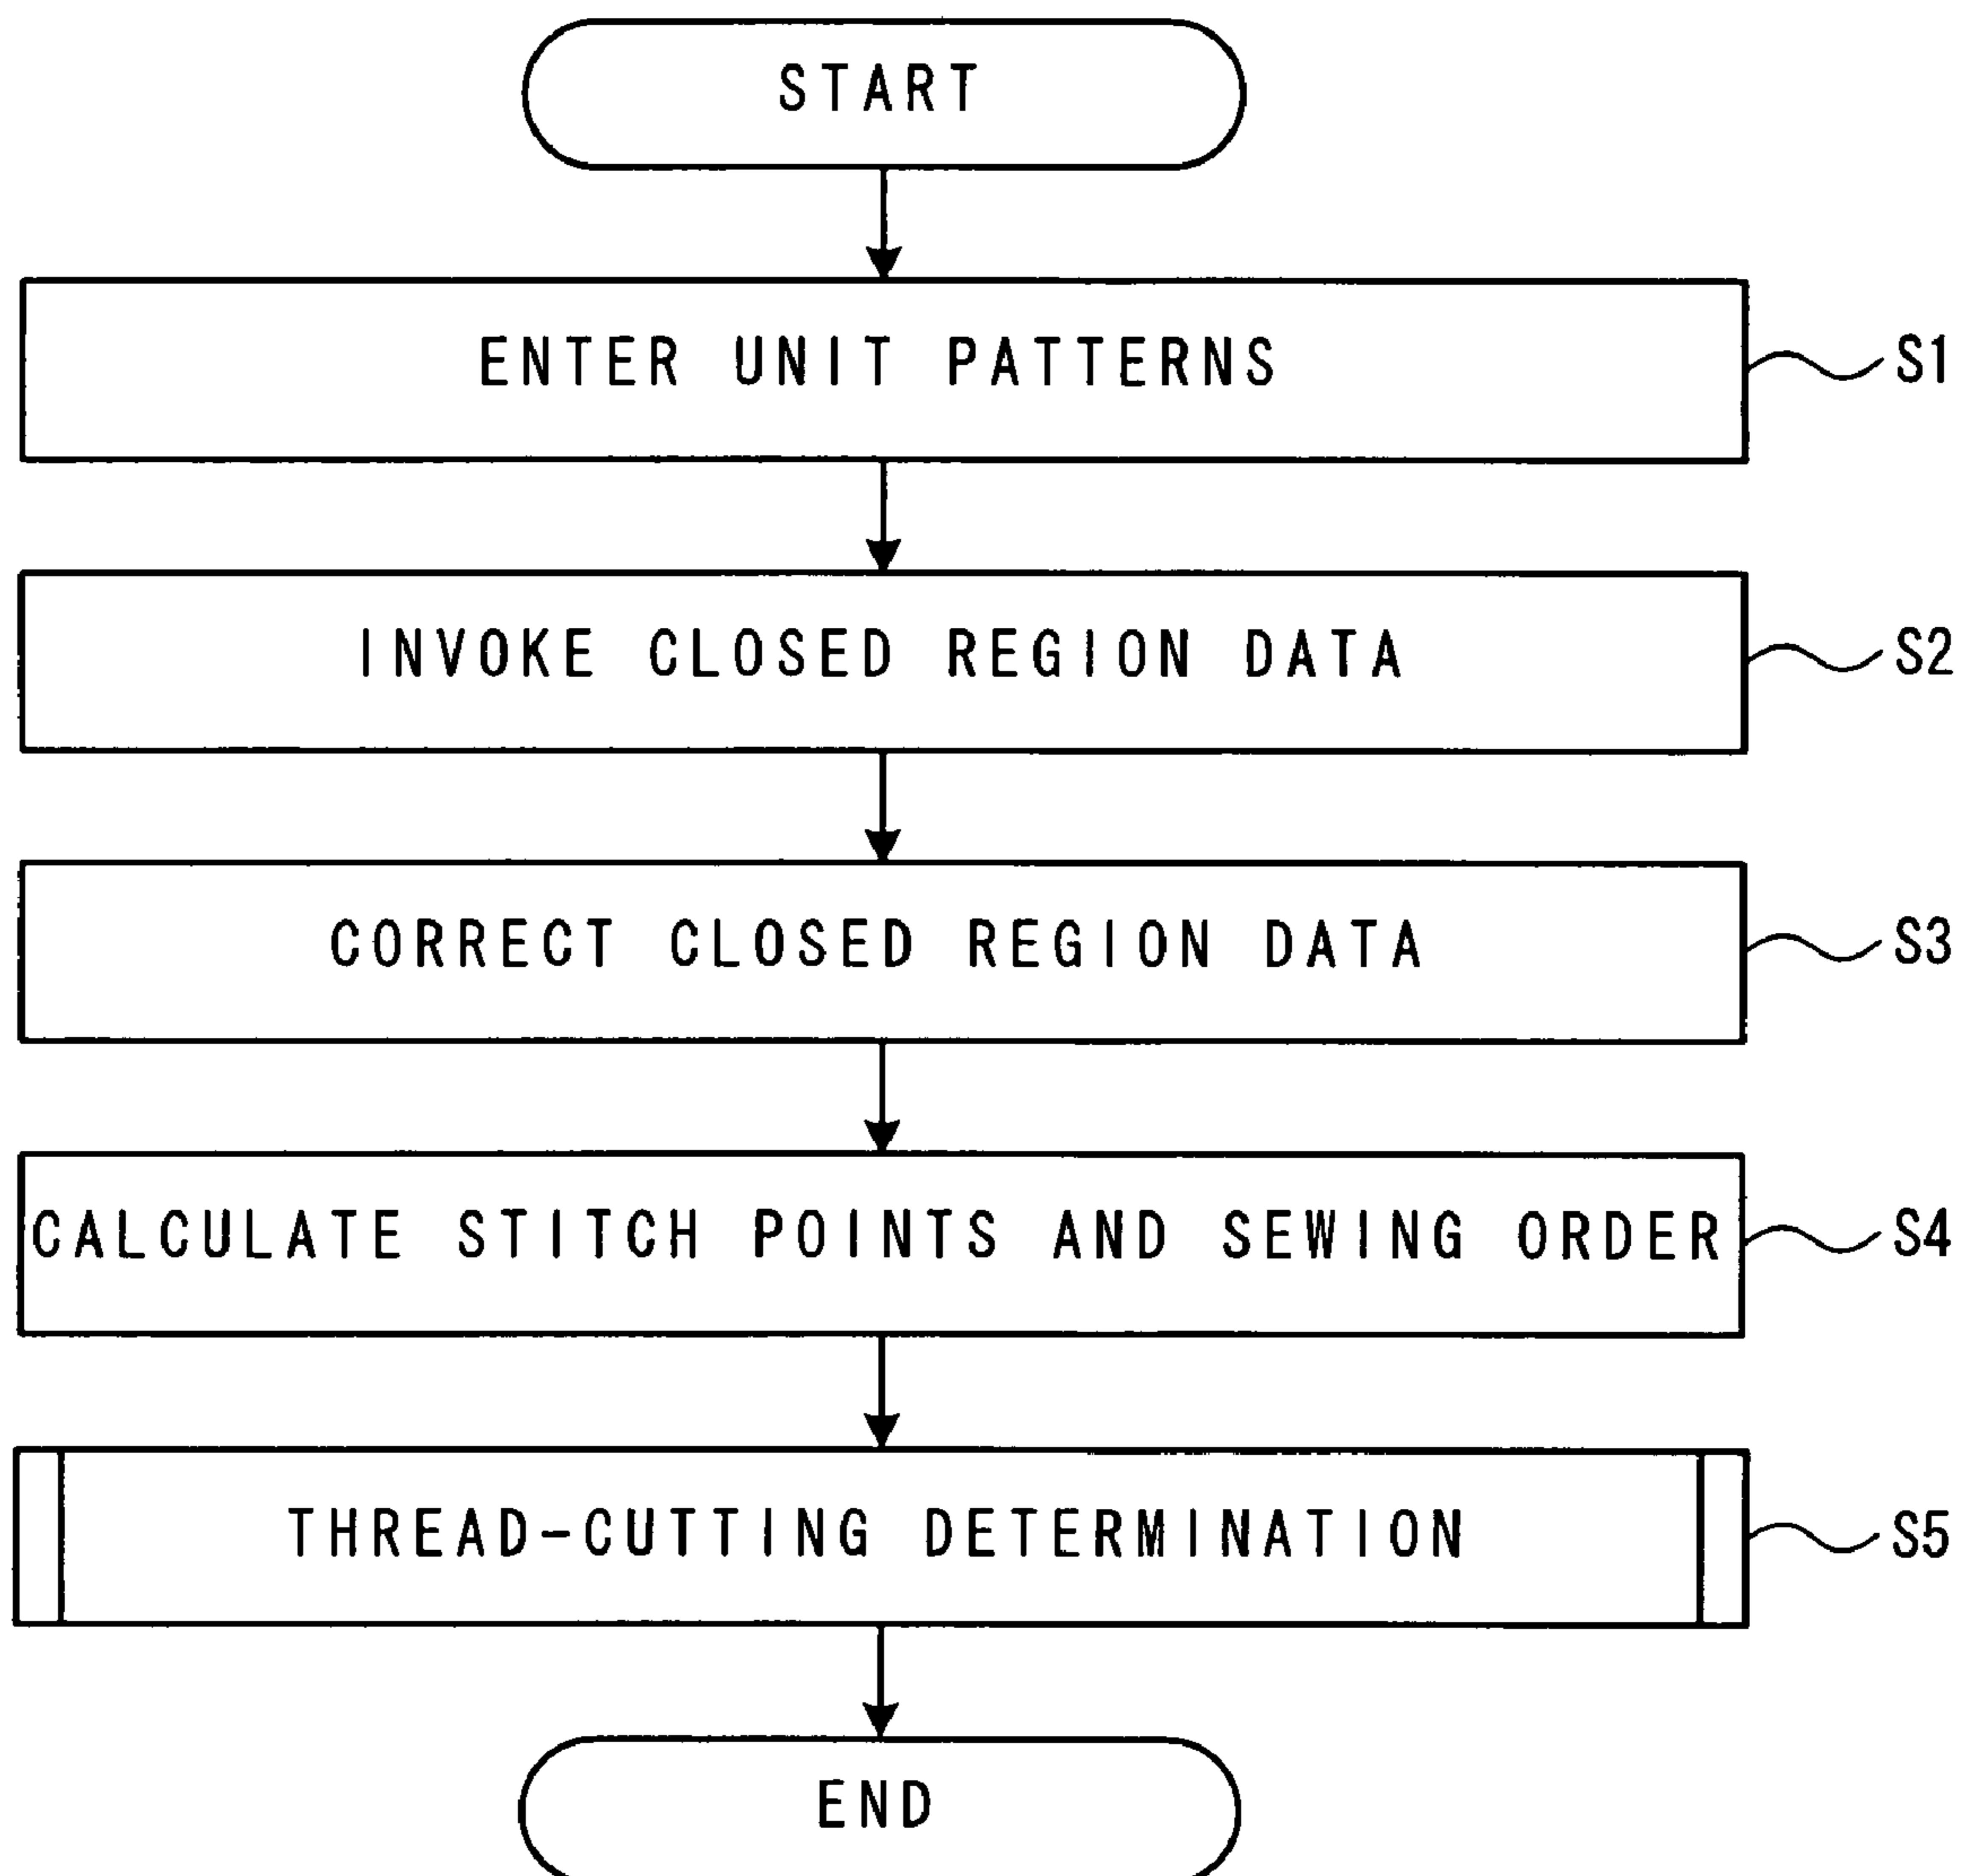 START
ENTER UNIT PATTERNS
S1
INVOKE CLOSED REGION DATA
S2
CORRECT CLOSED REGION DATA
S3
CALCULATE STITCH POINTS AND SEWING ORDER
S4
THREAD-CUTTING DETERMINATION
S5
END